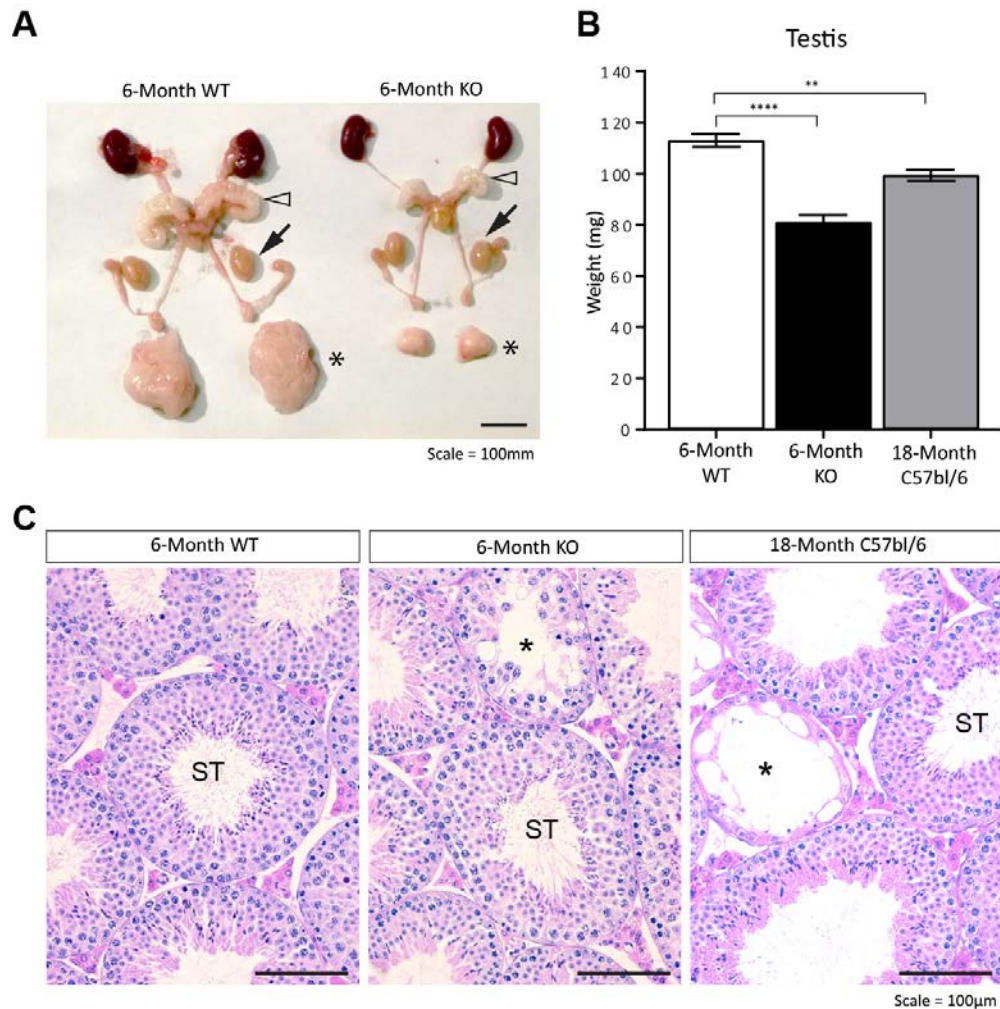 A
6-Month WT
6-Month KO
*
*
Scale = 100mm
B
Testis
Weight (mg)
140
120
100
80
60
40
20
0
**
****
6-Month
WT
6-Month
KO
18-Month
C57bl/6
C
6-Month WT
6-Month KO
18-Month C57bl/6
ST
*
ST
*
ST
Scale = 100µm